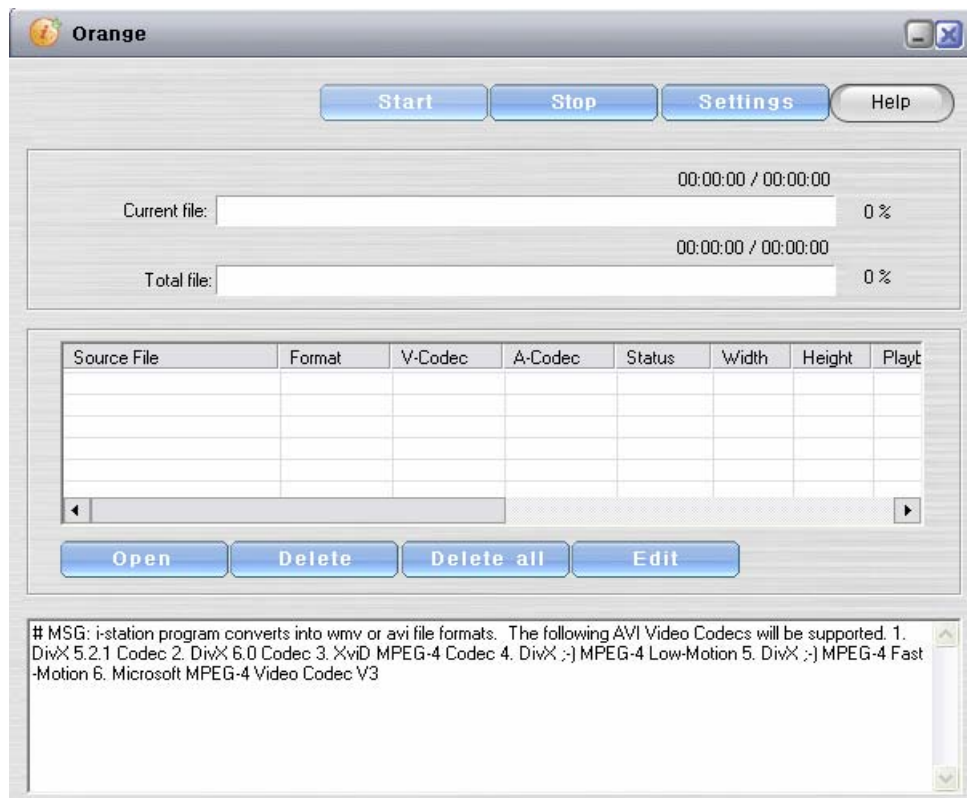 Orange
Start Stop Settings Help
00:00:00 / 00:00:00
Current file: 0 %
00:00:00 / 00:00:00
Total file: 0 %
Source File Format V-Codec A-Codec Status Width Height Playb
Open Delete Delete all Edit
# MSG: i-station program converts into wmv or avi file formats. The following AVI Video Codecs will be supported. 1.
DivX 5.2.1 Codec 2. DivX 6.0 Codec 3. XviD MPEG-4 Codec 4. DivX ;-) MPEG-4 Low-Motion 5. DivX ;-) MPEG-4 Fast
-Motion 6. Microsoft MPEG-4 Video Codec V3